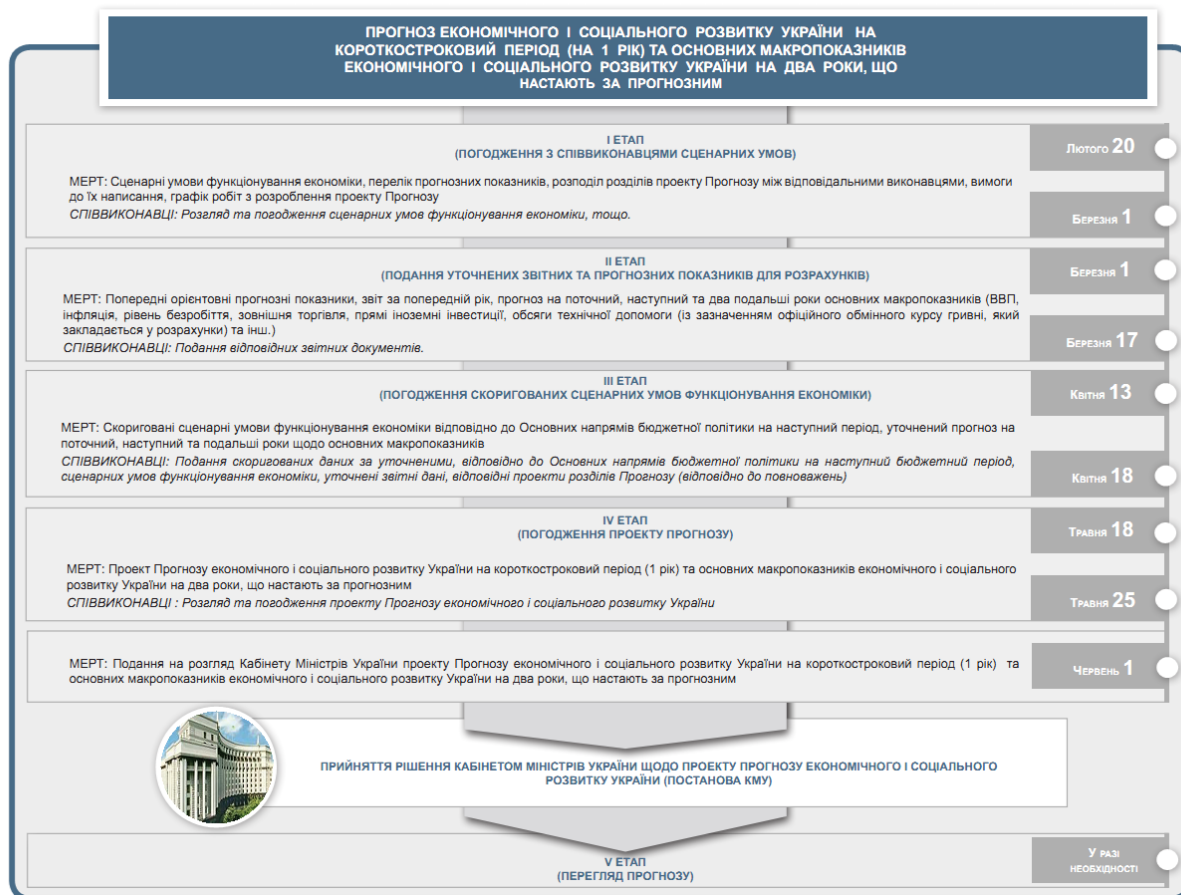 ПРОГНОЗ ЕКОНОМІЧНОГО І СОЦІАЛЬНОГО РОЗВИТКУ УКРАЇНИ НА
КОРОТКОСТРОКОВИЙ ПЕРІОД (НА 1 РІК) ТА ОСНОВНИХ МАКРОПОКАЗНИКІВ
ЕКОНОМІЧНОГО І СОЦІАЛЬНОГО РОЗВИТКУ УКРАЇНИ НА ДВА РОКИ, ЩО
НАСТАЮТЬ ЗА ПРОГНОЗНИМ
І ЕТАП
(ПОГОДЖЕННЯ З СПІВВИКОНАВЦЯМИ СЦЕНАРНИХ УМОВ)
Лютого 20
МЕРТ: Сценарні умови функціонування економіки, перелік прогнозних показників, розподіл розділів проекту Прогнозу між відповідальними виконавцями, вимоги
до їх написання, графік робіт з розроблення проекту Прогнозу
СПІВВИКОНАВЦІ: Розгляд та погодження сценарних умов функціонування економіки, тощо.
Березня 1
ІІ ЕТАП
(ПОДАННЯ УТОЧНЕНИХ ЗВІТНИХ ТА ПРОГНОЗНИХ ПОКАЗНИКІВ ДЛЯ РОЗРАХУНКІВ)
Березня 1
МЕРТ: Попередні орієнтовні прогнозні показники, звіт за попередній рік, прогноз на поточний, наступний та два подальші роки основних макропоказників (ВВП,
інфляція, рівень безробіття, зовнішня торгівля, прямі іноземні інвестиції, обсяги технічної допомоги (із зазначенням офіційного обмінного курсу гривні, який
закладається у розрахунки) та інш.)
СПІВВИКОНАВЦІ: Подання відповідних звітних документів.
Березня 17
ІІІ ЕТАП
(ПОГОДЖЕННЯ СКОРИГОВАНИХ СЦЕНАРНИХ УМОВ ФУНКЦІОНУВАННЯ ЕКОНОМІКИ)
Квітня 13
МЕРТ: Скориговані сценарні умови функціонування економіки відповідно до Основних напрямів бюджетної політики на наступний період, уточнений прогноз на
поточний, наступний та подальші роки щодо основних макропоказників
СПІВВИКОНАВЦІ: Подання скоригованих даних за уточненими, відповідно до Основних напрямів бюджетної політики на наступний бюджетний період,
сценарних умов функціонування економіки, уточнені звітні дані, відповідні проекти розділів Прогнозу (відповідно до повноважень)
Квітня 18
IV ЕТАП
(ПОГОДЖЕННЯ ПРОЕКТУ ПРОГНОЗУ)
Травня 18
МЕРТ: Проект Прогнозу економічного і соціального розвитку України на короткостроковий період (1 рік) та основних макропоказників економічного і соціального
розвитку України на два роки, що настають за прогнозним
СПІВВИКОНАВЦІ : Розгляд та погодження проекту Прогнозу економічного і соціального розвитку України
Травня 25
МЕРТ: Подання на розгляд Кабінету Міністрів України проекту Прогнозу економічного і соціального розвитку України на короткостроковий період (1 рік) та
основних макропоказників економічного і соціального розвитку України на два роки, що настають за прогнозним
Червень 1
ПРИЙНЯТТЯ РІШЕННЯ КАБІНЕТОМ МІНІСТРІВ УКРАЇНИ ЩОДО ПРОЕКТУ ПРОГНОЗУ ЕКОНОМІЧНОГО І СОЦІАЛЬНОГО
РОЗВИТКУ УКРАЇНИ (ПОСТАНОВА КМУ)
V ЕТАП
(ПЕРЕГЛЯД ПРОГНОЗУ)
У разі
необхідності